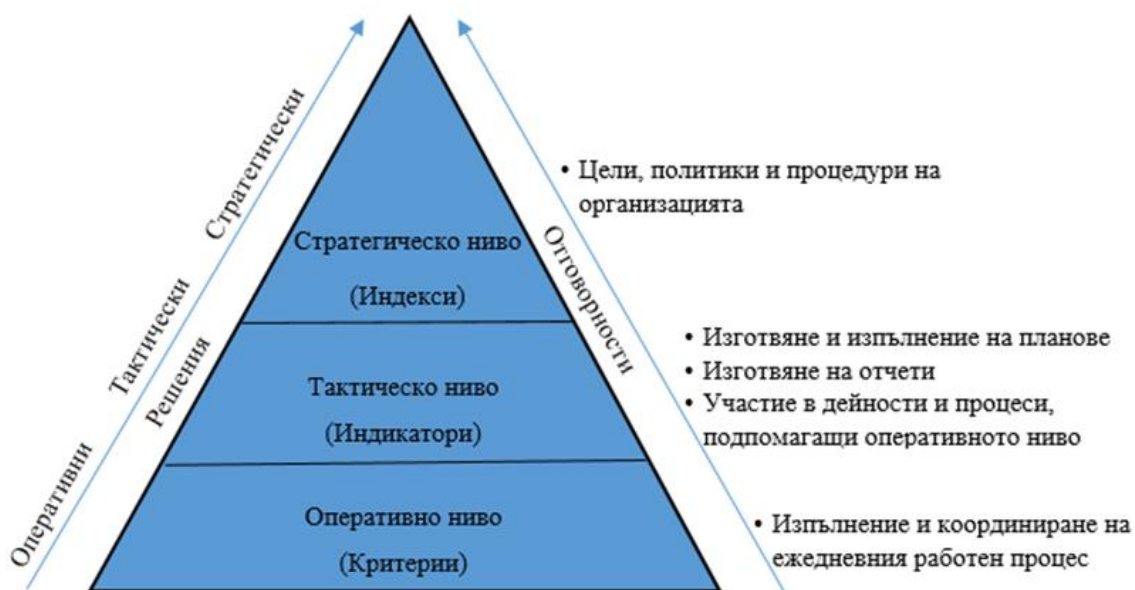 Стратегически
Тактически
Оперативни
Решения
Стратегическо ниво
(Индекси)
Тактическо ниво
(Индикатори)
Оперативно ниво
(Критерии)
Отговорности
• Цели, политики и процедури на
организацията
• Изготвяне и изпълнение на планове
• Изготвяне на отчети
• Участие в дейности и процеси,
подпомагащи оперативното ниво
• Изпълнение и координиране на
ежедневния работен процес